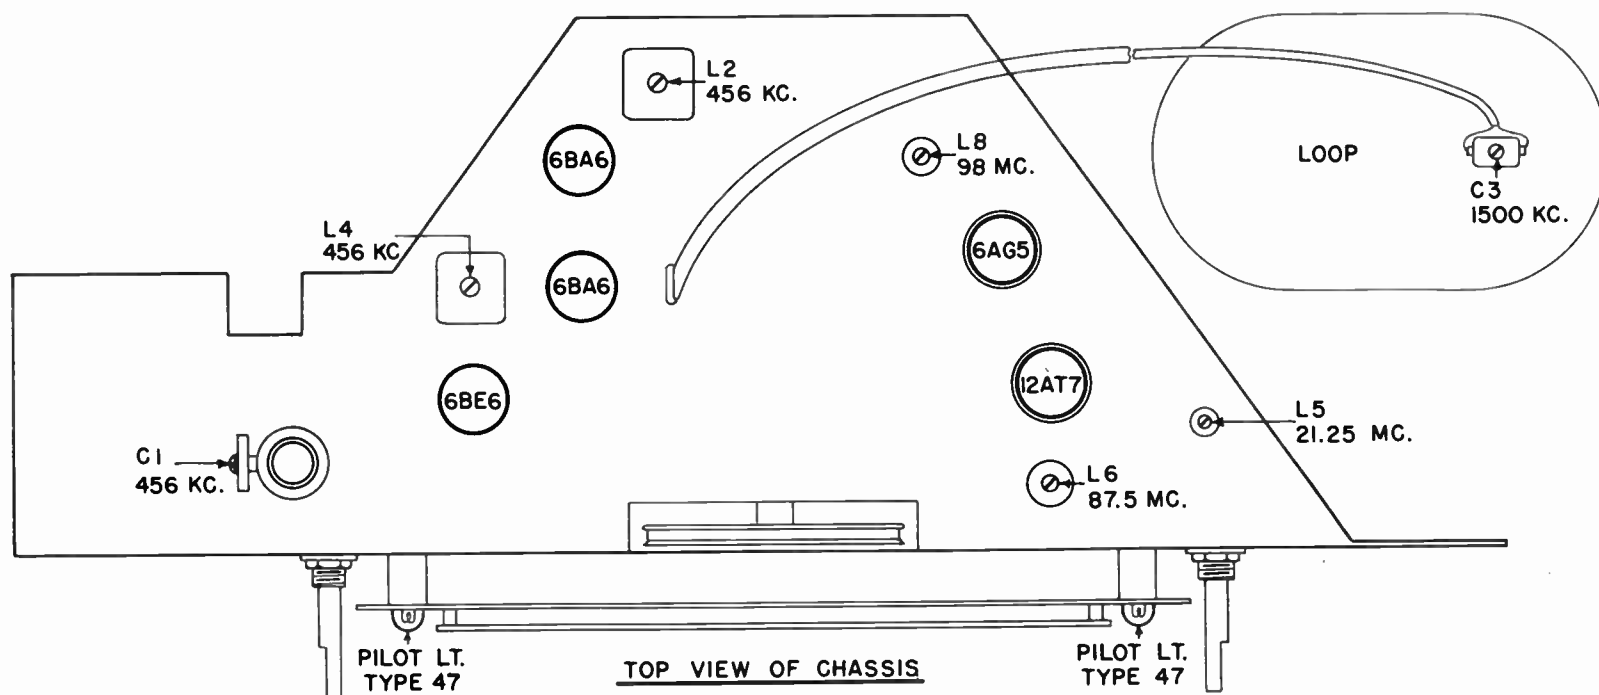 L2
456 KC.
6BA6
L8
98 MC.
LOOP
C3
1500 KC.
L4
456 KC
6AG5
6BA6
12AT7
6BE6
L5
21.25 MC.
C1
456 KC.
L6
87.5 MC.
PILOT LT.
TYPE 47
TOP VIEW OF CHASSIS
PILOT LT.
TYPE 47